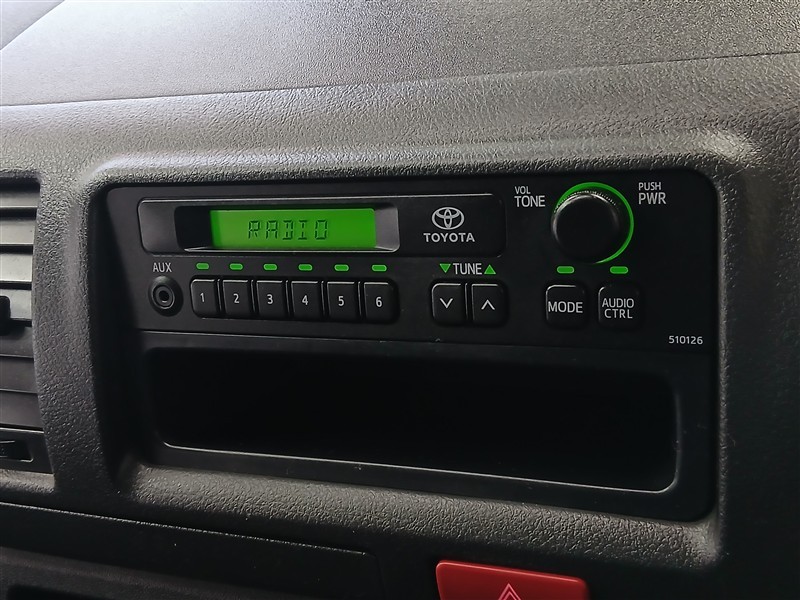 RADIO
TOYOTA
VOL
TONE
PUSH
PWR
AUX
1 2 3 4 5 6
TUNE
MODE
AUDIO
CTRL
510126